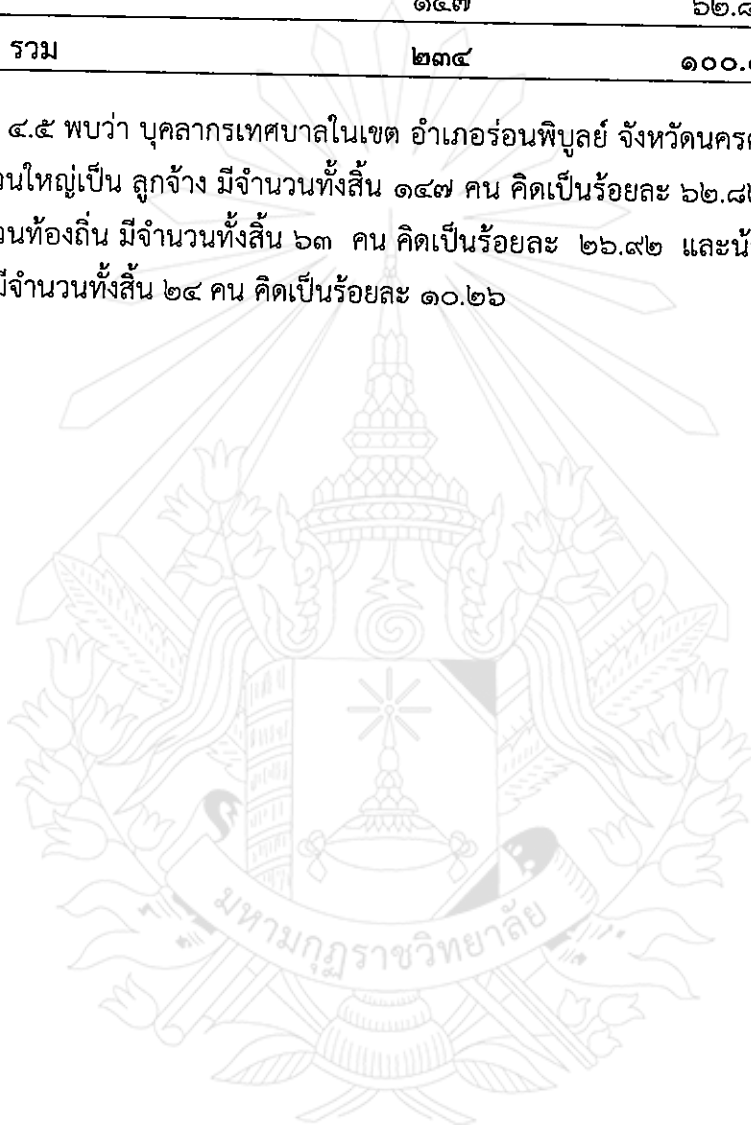 ๑๔๗ ๖๒.๘
รวม ๒๓๔ ๑๐๐.
๔.๕ พบว่า บุคลากรเทศบาลในเขต อำเภอร่อนพิบูลย์ จังหวัดนคร
วนใหญ่เป็น ลูกจ้าง มีจำนวนทั้งสิ้น ๑๔๗ คน คิดเป็นร้อยละ ๖๒.๘
วนท้องถิ่น มีจำนวนทั้งสิ้น ๖๓ คน คิดเป็นร้อยละ ๒๖.๙๒ และน้
มีจำนวนทั้งสิ้น ๒๔ คน คิดเป็นร้อยละ ๑๐.๒๖
มหามกุฏราชวิทยาลัย